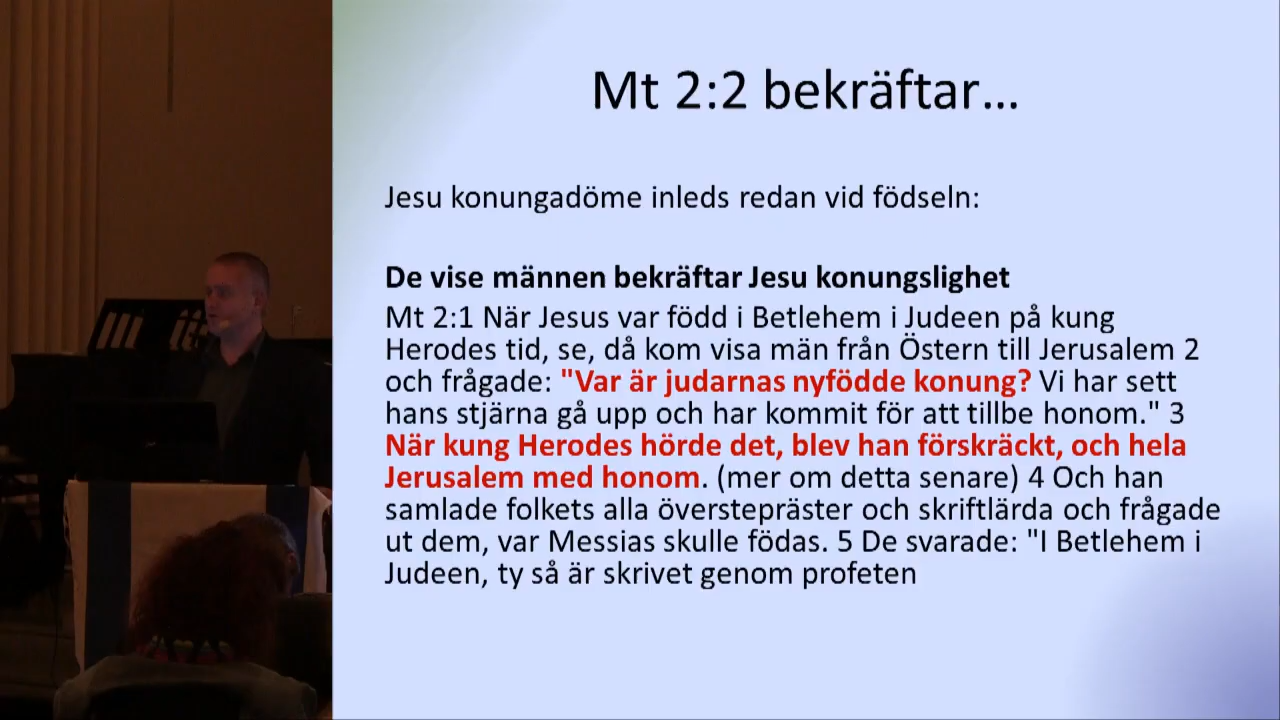 Mt 2:2 bekräftar...
Jesu konungadöme inleds redan vid födseln:
De vise männen bekräftar Jesu konungslighet
Mt 2:1 När Jesus var född i Betlehem i Judeen på kung
Herodes tid, se, då kom visa män från Östern till Jerusalem 2
och frågade: "Var är judarnas nyfödde konung? Vi har sett
hans stjärna gå upp och har kommit för att tillbe honom." 3
När kung Herodes hörde det, blev han förskräckt, och hela
Jerusalem med honom. (mer om detta senare) 4 Och han
samlade folkets alla överstepräster och skriftlärda och frågade
ut dem, var Messias skulle födas. 5 De svarade: "I Betlehem i
Judeen, ty så är skrivet genom profeten